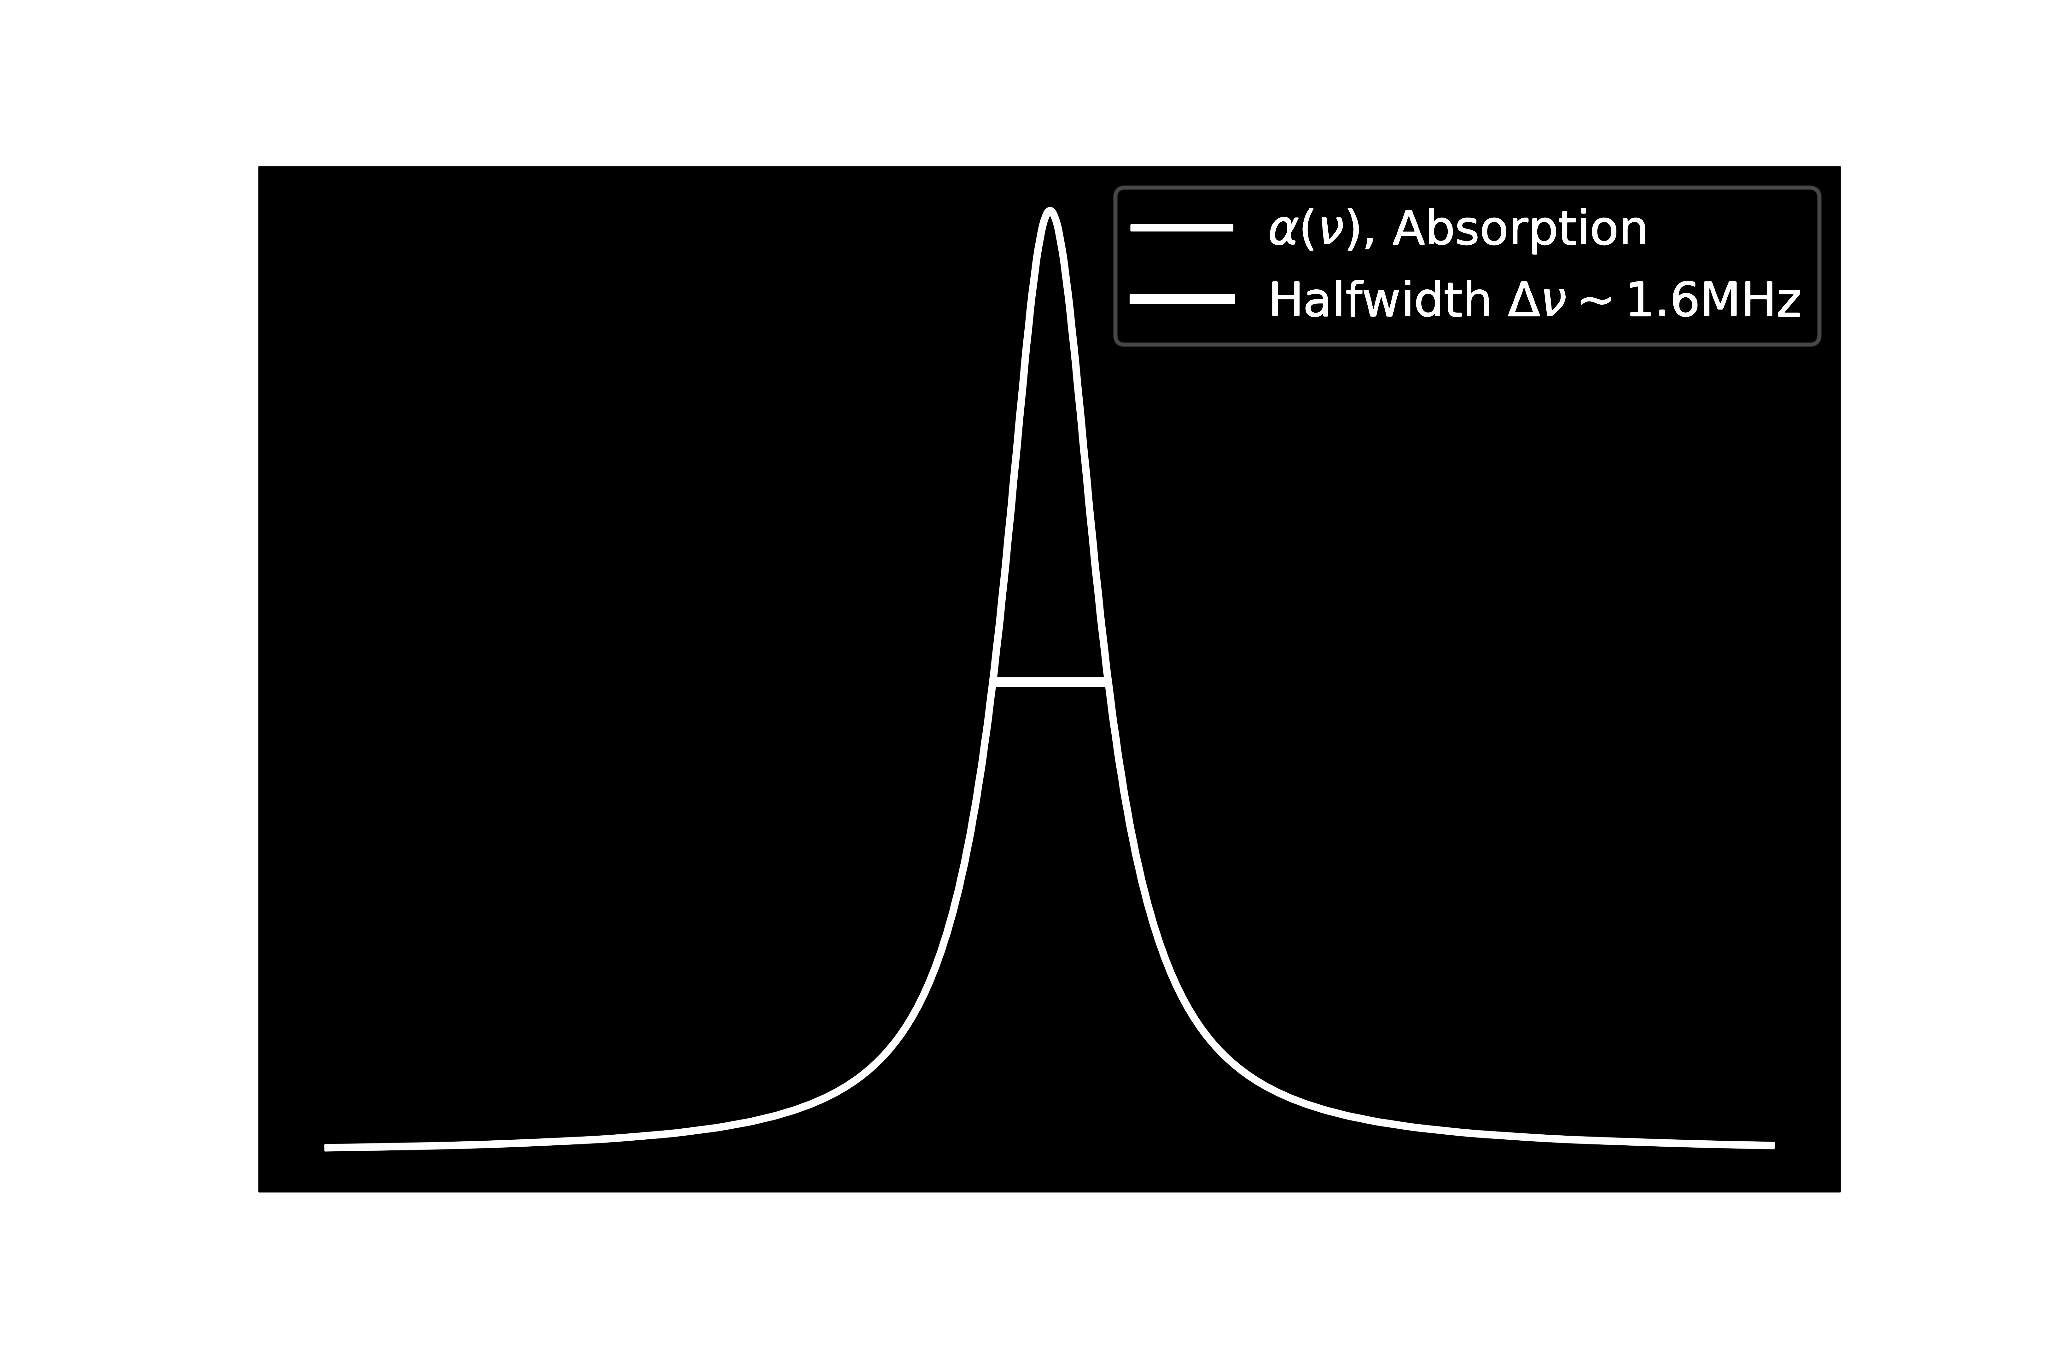 α(ν), Absorption
Halfwidth Δν ~ 1.6MHz